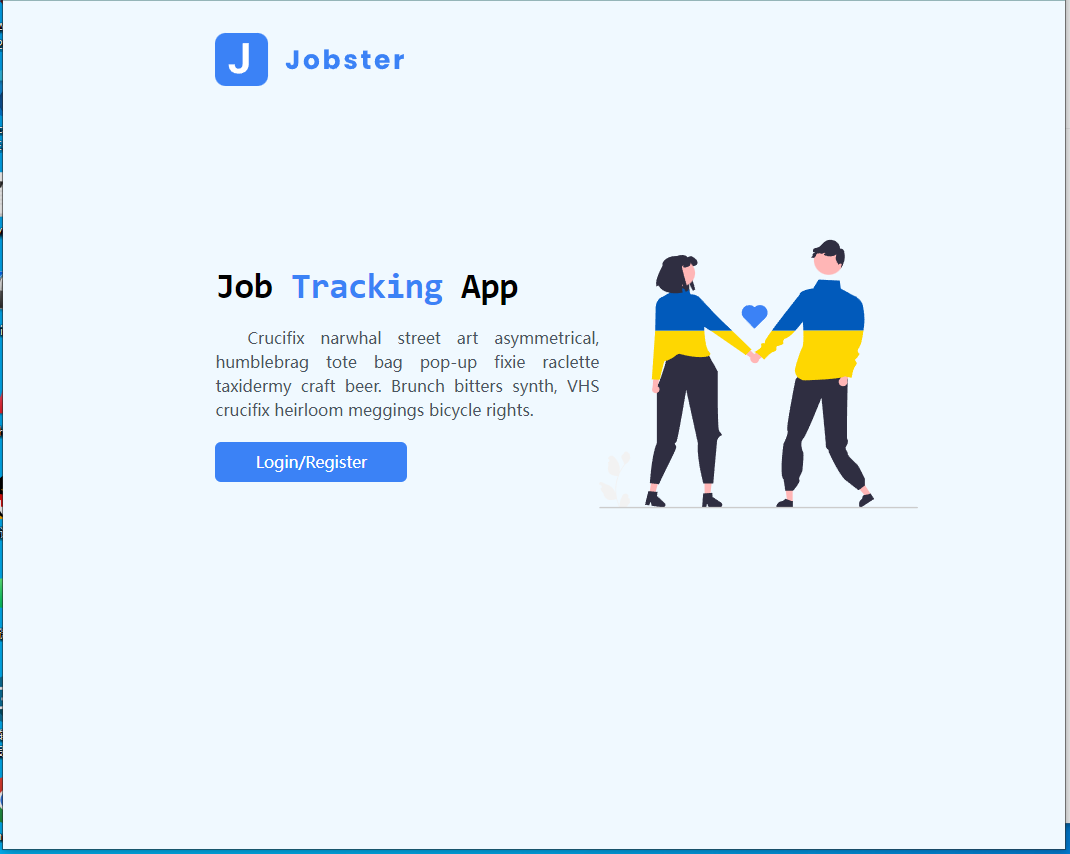 J Jobster
Job Tracking App
Crucifix narwhal street art asymmetrical,
humblebrag tote bag pop-up fixie raclette
taxidermy craft beer. Brunch bitters synth, VHS
crucifix heirloom meggings bicycle rights.
Login/Register